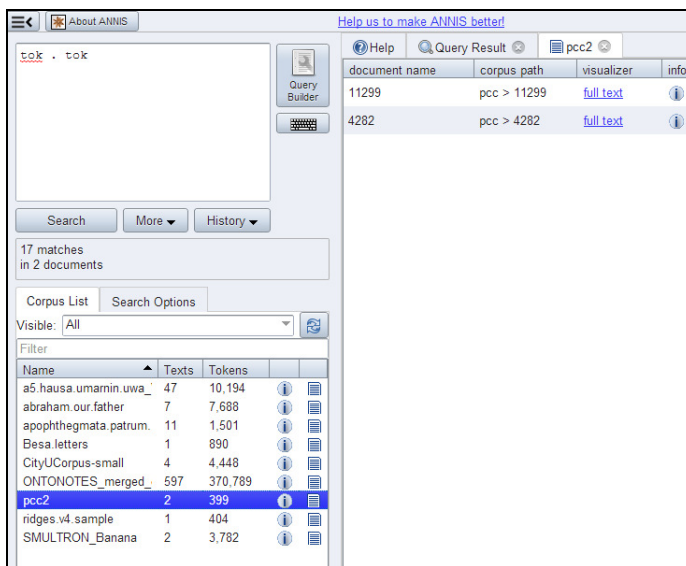 About ANNIS
Help us to make ANNIS better!
tok . tok
Query
Builder
Search More History
17 matches
in 2 documents
Corpus List Search Options
Visible: All
Filter
Name Texts Tokens
a5.hausa.umarnin.uwa_ 47 10,194
abraham.our.father 7 7,688
apophthegmata.patrum. 11 1,501
Besa.letters 1 890
CityUCorpus-small 4 4,448
ONTONOTES_merged_ 597 370,789
pcc2 2 399
ridges.v4.sample 1 404
SMULTRON_Banana 2 3,782
Help Query Result pcc2
document name corpus path visualizer info
11299 pcc > 11299 full text
4282 pcc > 4282 full text